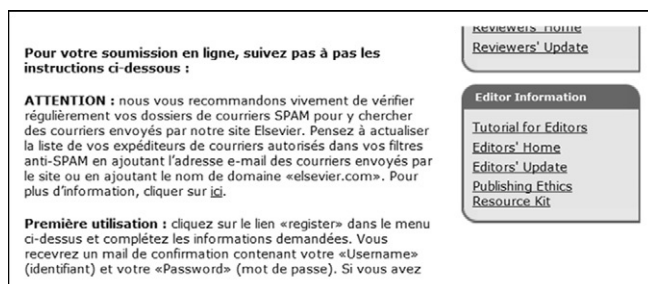 Pour votre soumission en ligne, suivez pas à pas les
instructions ci-dessous :
ATTENTION : nous vous recommandons vivement de vérifier
régulièrement vos dossiers de courriers SPAM pour y chercher
des courriers envoyés par notre site Elsevier. Pensez à actualiser
la liste de vos expéditeurs de courriers autorisés dans vos filtres
anti-SPAM en ajoutant l'adresse e-mail des courriers envoyés par
le site ou en ajoutant le nom de domaine «elsevier.com». Pour
plus d'information, cliquer sur ici.
Première utilisation : cliquez sur le lien «register» dans le menu
ci-dessus et complétez les informations demandées. Vous
recevrez un mail de confirmation contenant votre «Username»
(identifiant) et votre «Password» (mot de passe). Si vous avez
Reviewers' Home
Reviewers' Update
Editor Information
Tutorial for Editors
Editors' Home
Editors' Update
Publishing Ethics
Resource Kit